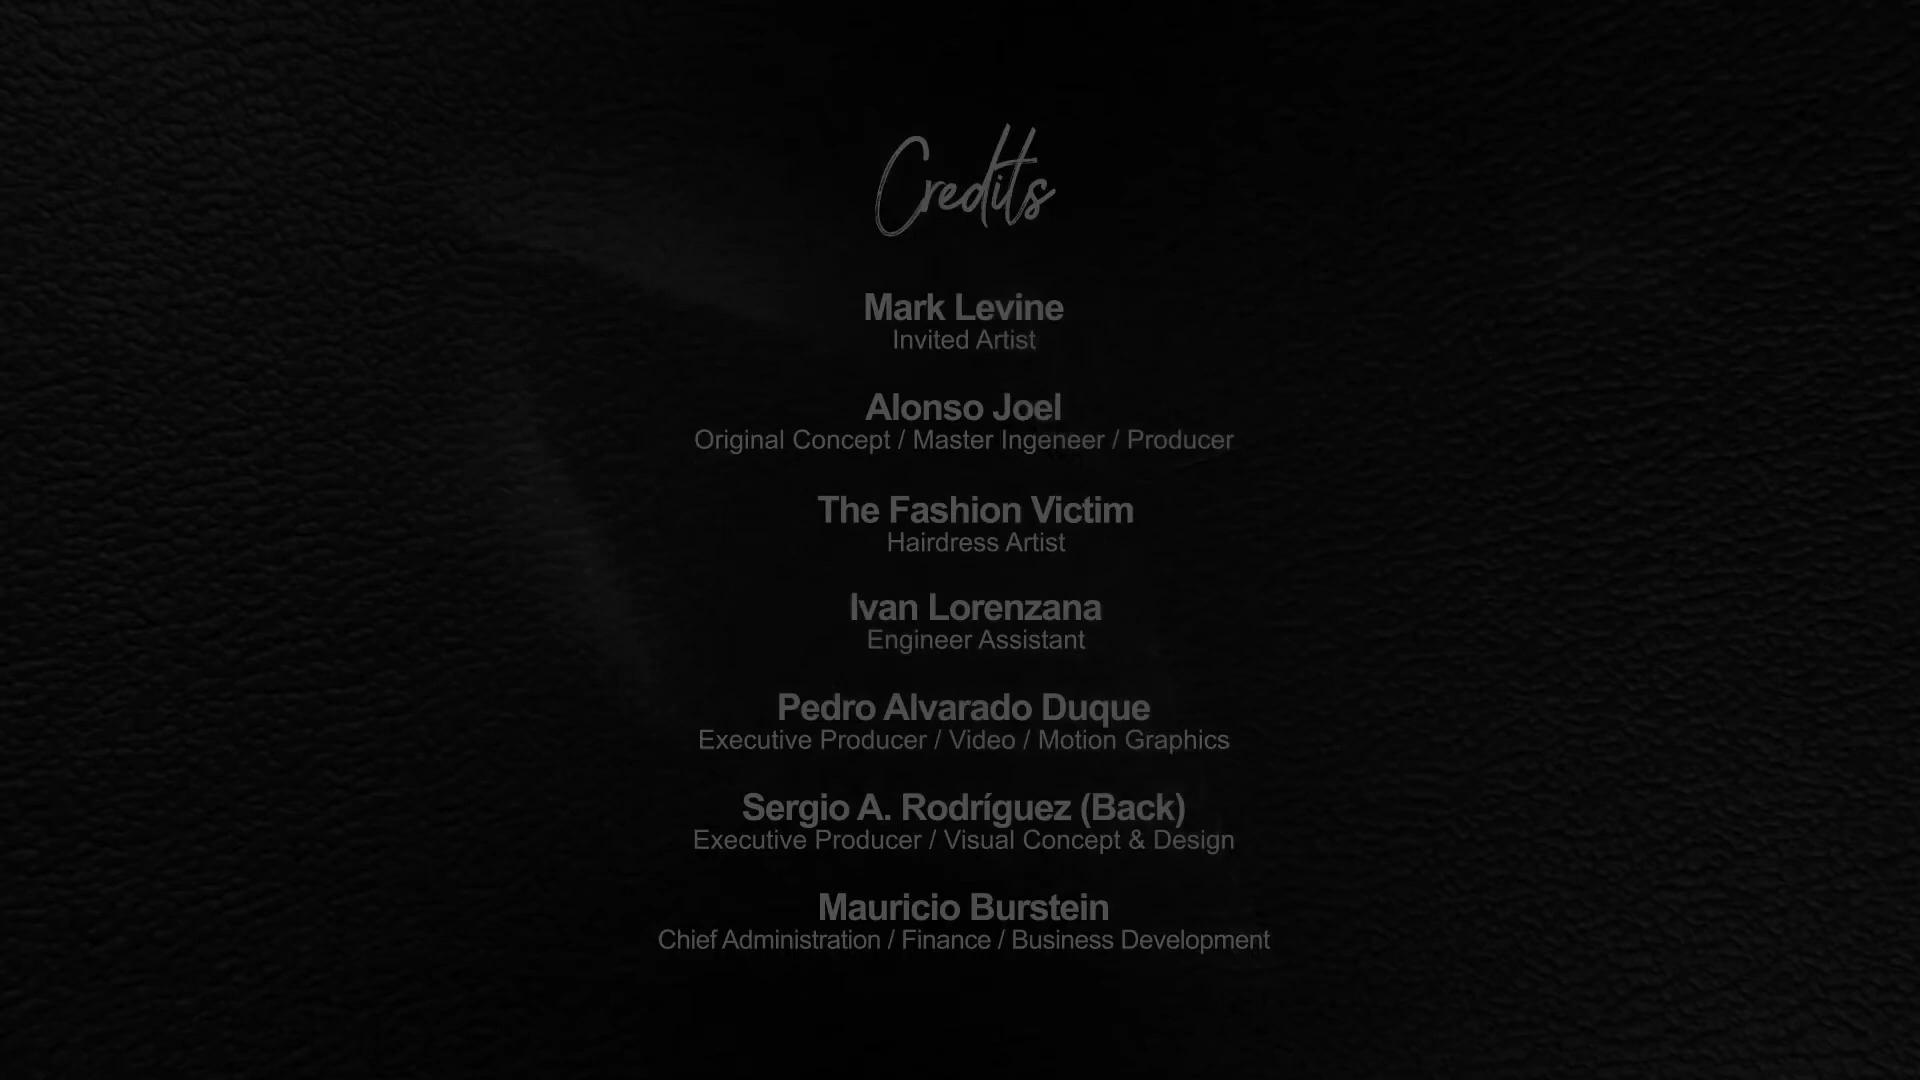 Credits
Mark Levine
Invited Artist
Alonso Joel
Original Concept / Master Ingeneer / Producer
The Fashion Victim
Hairdress Artist
Ivan Lorenzana
Engineer Assistant
Pedro Alvarado Duque
Executive Producer / Video / Motion Graphics
Sergio A. Rodríguez (Back)
Executive Producer / Visual Concept & Design
Mauricio Burstein
Chief Administration / Finance / Business Development